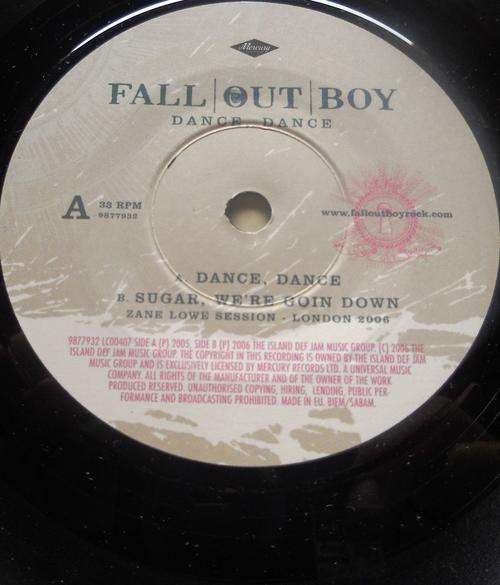 Mercury
FALL OUT BOY
DANCE, DANCE
A 33 RPM
9877932
www.falloutboyrock.com
A. DANCE, DANCE
B. SUGAR, WE'RE GOIN DOWN
ZANE LOWE SESSION - LONDON 2006
9877932 LC00407 SIDE A (P) 2005, SIDE B (P) 2006 THE ISLAND DEF JAM MUSIC GROUP. (C) 2006 THE
ISLAND DEF JAM MUSIC GROUP. THE COPYRIGHT IN THIS RECORDING IS OWNED BY THE ISLAND DEF JAM
MUSIC GROUP AND IS EXCLUSIVELY LICENSED BY MERCURY RECORDS LTD. A UNIVERSAL MUSIC
COMPANY. ALL RIGHTS OF THE MANUFACTURER AND OF THE OWNER OF THE WORK
PRODUCED RESERVED. UNAUTHORISED COPYING, HIRING, LENDING, PUBLIC PER-
FORMANCE AND BROADCASTING PROHIBITED. MADE IN EU. BIEM/SABAM.